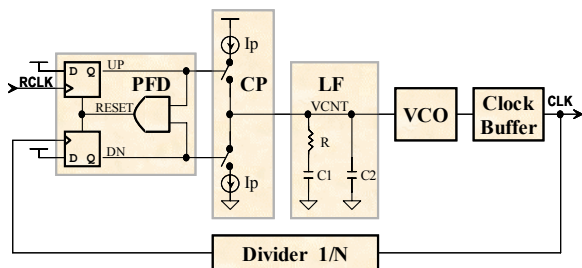 D Q
UP
PFD
RCLK
RESET
DN
D Q
Ip
CP
Ip
LF
VCNT
R
C1
C2
VCO
Clock
Buffer
CLK
Divider 1/N